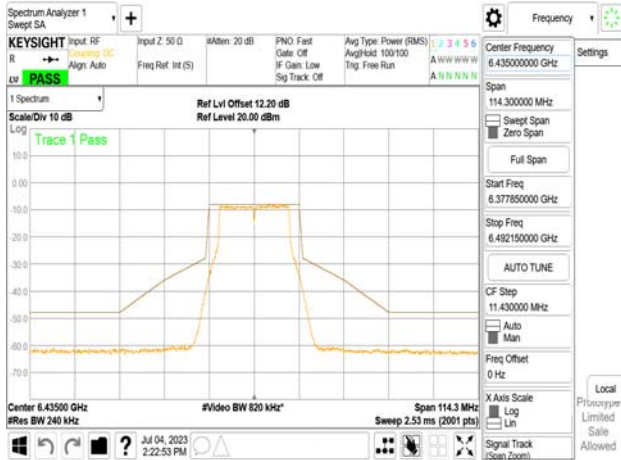 Spectrum Analyzer 1
Swept SA
+
Frequency
KEYSIGHT
R
LU PASS
Input: RF
Coupling: DC
Align: Auto
Input Z: 50 Ω
Freq Ref: Int (S)
#Atten: 20 dB
PNO: Fast
Gate: Off
IF Gain: Low
Sig Track: Off
Avg Type: Power (RMS)
Avg|Hold: 100/100
Trig: Free Run
1 2 3 4 5 6
A W W W W W
A N N N N N
1 Spectrum
Scale/Div 10 dB
Ref Lvl Offset 12.20 dB
Ref Level 20.00 dBm
Log
Trace 1 Pass
10.0
0.00
-10.0
-20.0
-30.0
-40.0
-50.0
-60.0
-70.0
Center 6.43500 GHz
#Res BW 240 kHz
#Video BW 820 kHz*
Span 114.3 MHz
Sweep 2.53 ms (2001 pts)
?
Jul 04, 2023
2:22:53 PM
Settings
Center Frequency
6.435000000 GHz
Span
114.300000 MHz
Swept Span
Zero Span
Full Span
Start Freq
6.377850000 GHz
Stop Freq
6.492150000 GHz
AUTO TUNE
CF Step
11.430000 MHz
Auto
Man
Freq Offset
0 Hz
X Axis Scale
Log
Lin
Signal Track
(Span Zoom)
Local
Prototype
Limited
Sale
Allowed